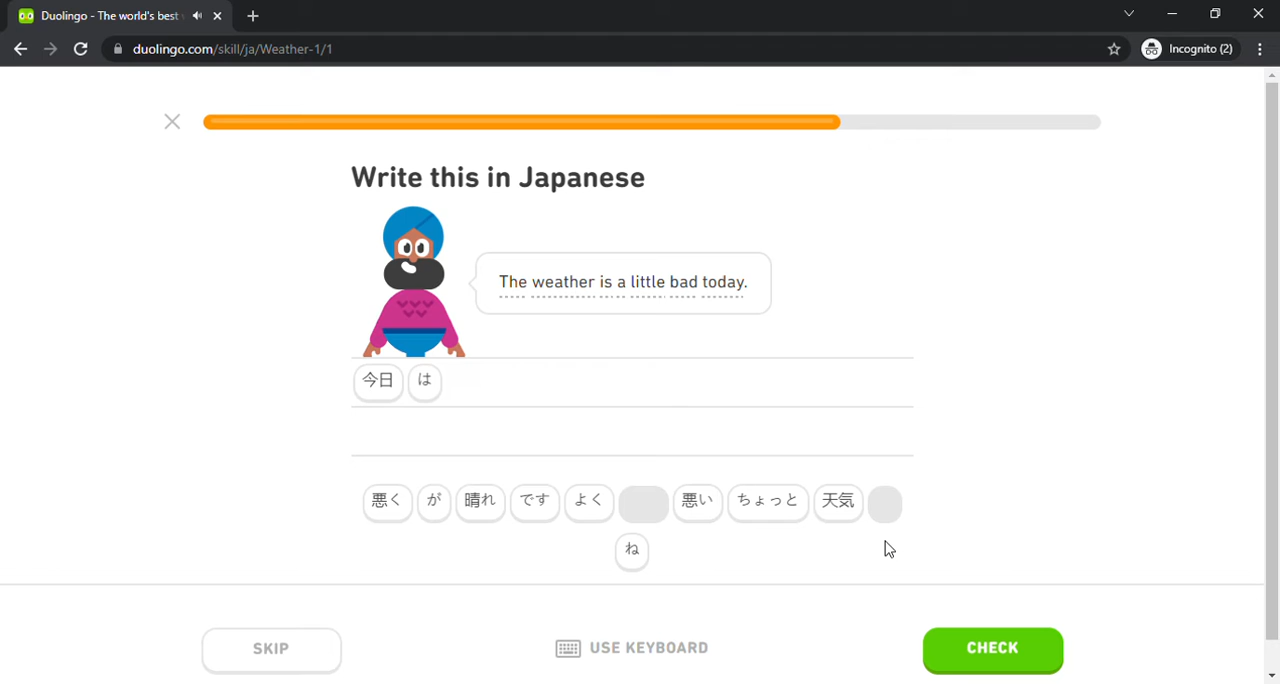 Duolingo - The world's best
duolingo.com/skill/ja/Weather-1/1
Incognito (2)
Write this in Japanese
The weather is a little bad today.
今日 は
悪く が 晴れ です よく 悪い ちょっと 天気
ね
SKIP USE KEYBOARD CHECK